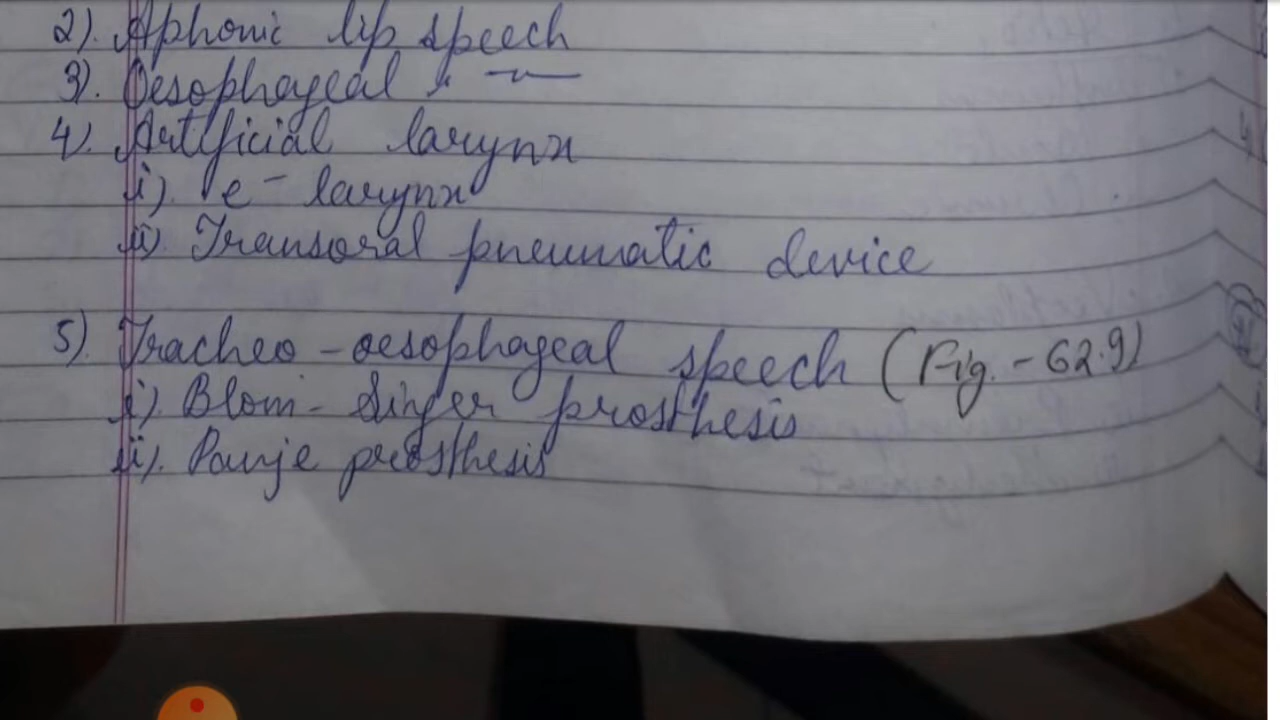 2). Aphonic lip speech
3). Oesophageal " —
4). Artificial larynx
i). e - larynx
ii). Transoral pneumatic device
5). Tracheo - oesophageal speech (Fig. - 62.9)
i). Blom - Singer prosthesis
ii). Panje prosthesis